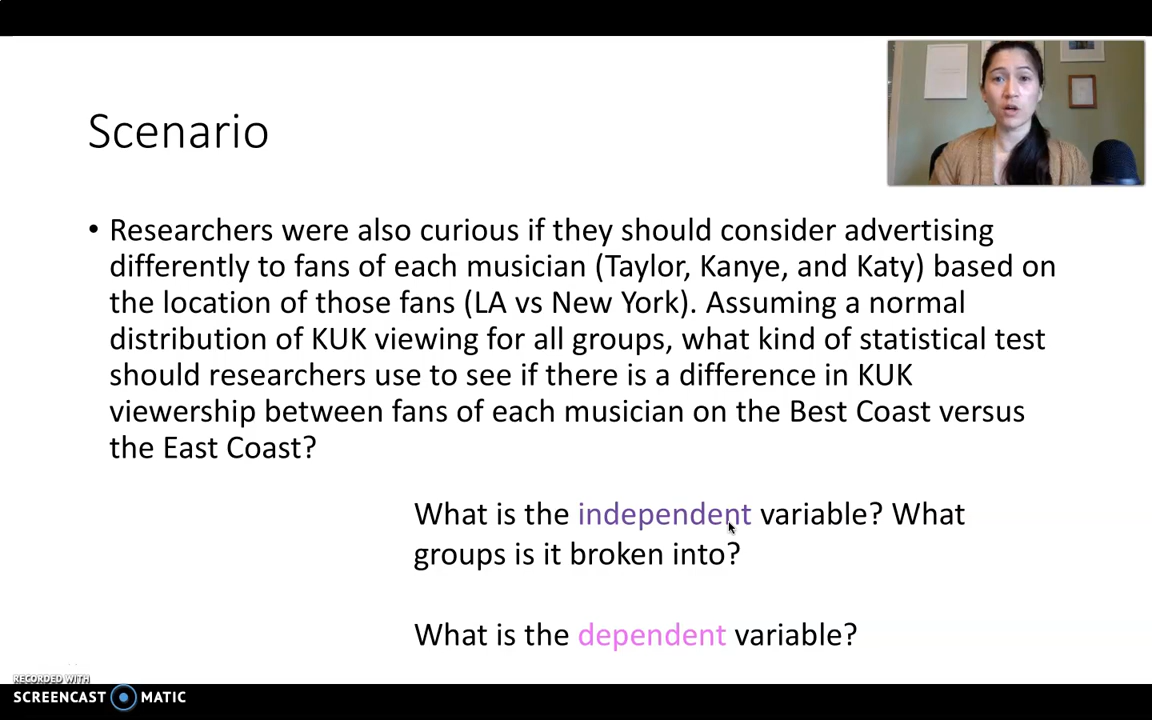 Scenario
• Researchers were also curious if they should consider advertising
differently to fans of each musician (Taylor, Kanye, and Katy) based on
the location of those fans (LA vs New York). Assuming a normal
distribution of KUK viewing for all groups, what kind of statistical test
should researchers use to see if there is a difference in KUK
viewership between fans of each musician on the Best Coast versus
the East Coast?
What is the independent variable? What
groups is it broken into?
What is the dependent variable?
RECORDED WITH
SCREENCAST MATIC